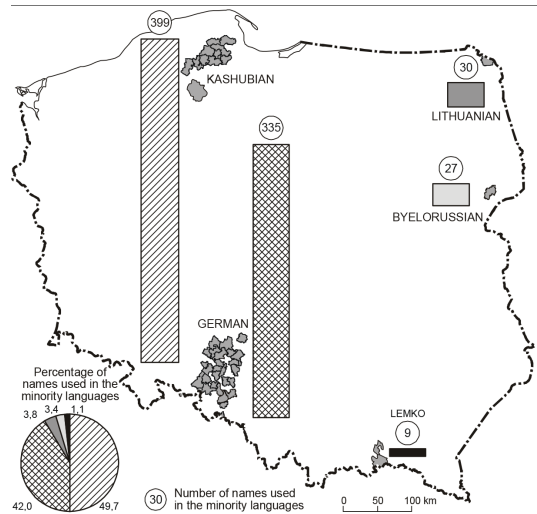 399
KASHUBIAN
30
LITHUANIAN
335
27
BYELORUSSIAN
GERMAN
Percentage of
names used in the
minority languages
3,8
3,4
1,1
42,0
49,7
LEMKO
9
30
Number of names used
in the minority languages
0 50 100 km